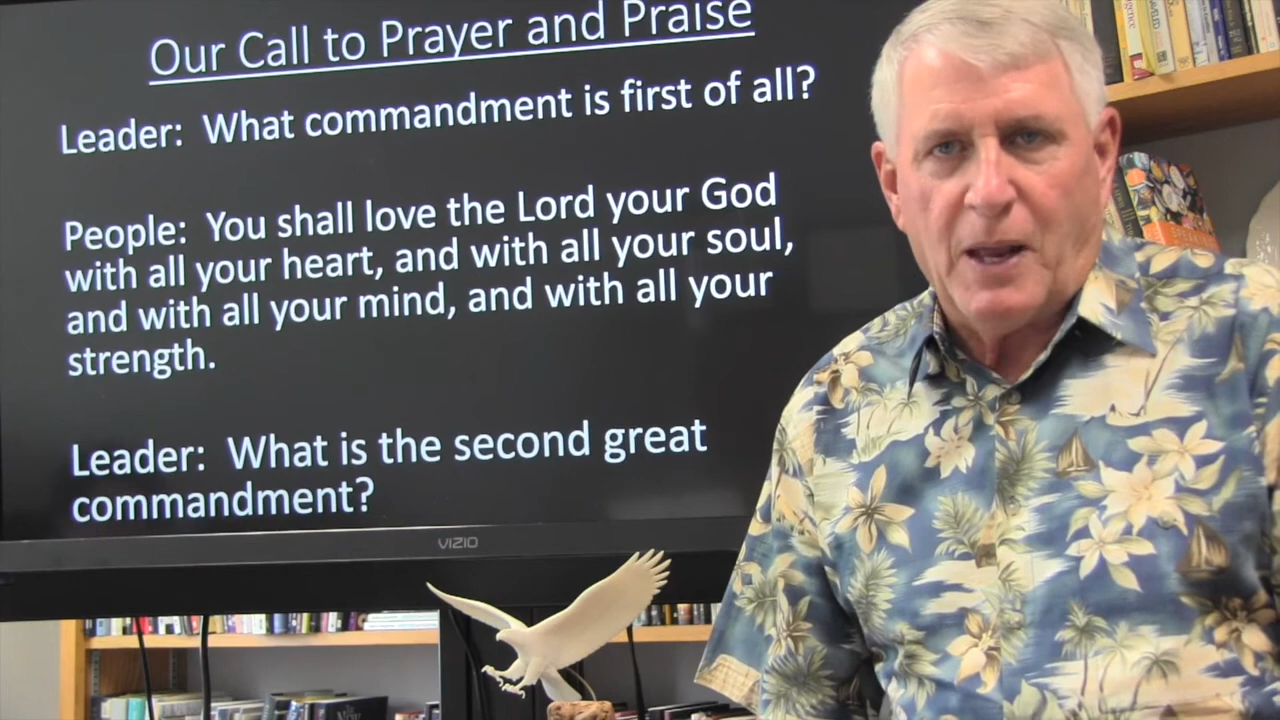 Our Call to Prayer and Praise
Leader: What commandment is first of all?
People: You shall love the Lord your God
with all your heart, and with all your soul,
and with all your mind, and with all your
strength.
Leader: What is the second great
commandment?
VIZIO